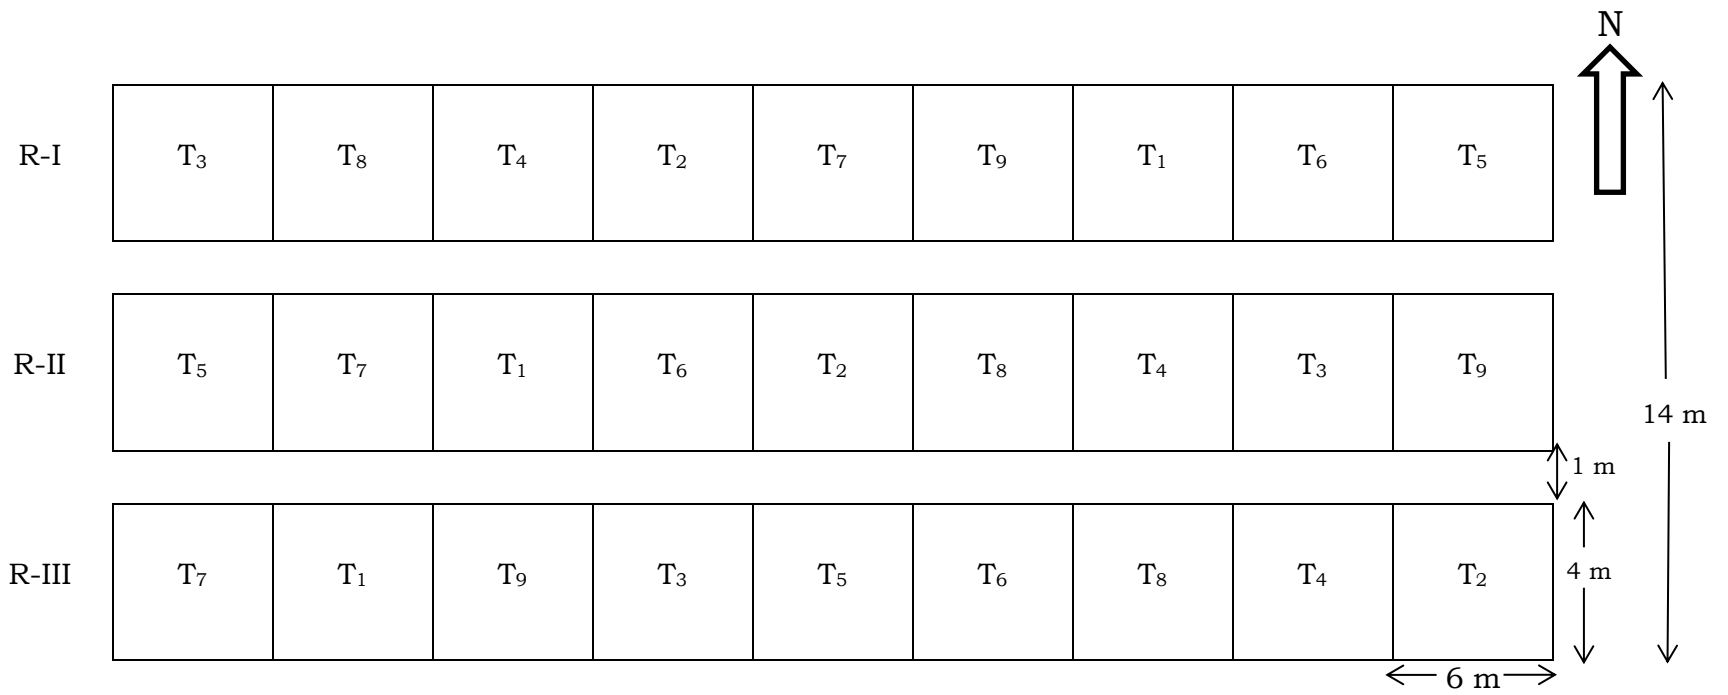 N
R-I T₃ T₈ T₄ T₂ T₇ T₉ T₁ T₆ T₅
R-II T₅ T₇ T₁ T₆ T₂ T₈ T₄ T₃ T₉
14 m
1 m
R-III T₇ T₁ T₉ T₃ T₅ T₆ T₈ T₄ T₂
4 m
6 m